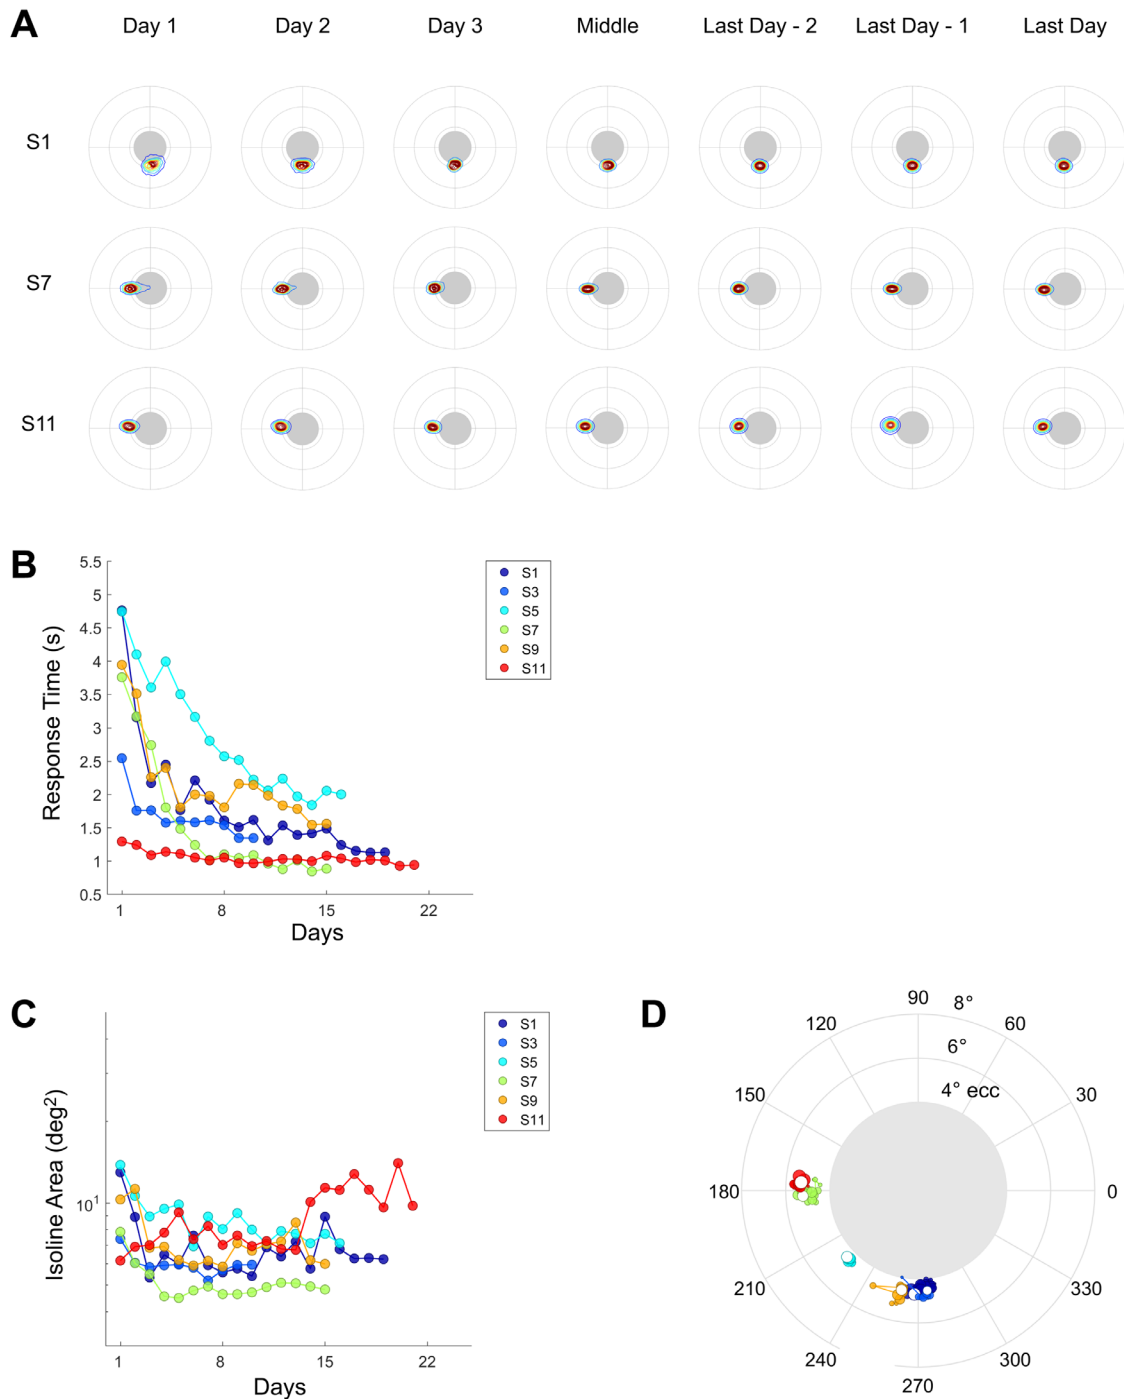 A
Day 1 Day 2 Day 3 Middle Last Day - 2 Last Day - 1 Last Day
S1
S7
S11
B
5.5
5
4.5
4
3.5
3
2.5
2
1.5
1
0.5
Response Time (s)
1 8 15 22
Days
S1
S3
S5
S7
S9
S11
C
10^1
Isoline Area (deg^2)
1 8 15 22
Days
S1
S3
S5
S7
S9
S11
D
90 8°
120 60
6°
150 4° ecc 30
180 0
210 330
240 300
270